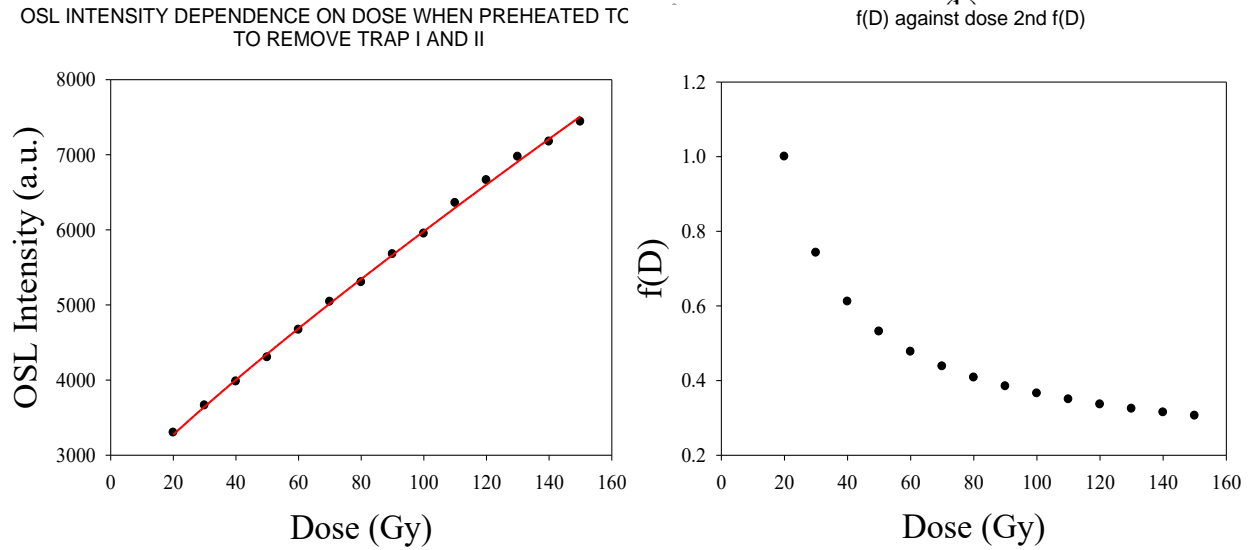 OSL INTENSITY DEPENDENCE ON DOSE WHEN PREHEATED TO
TO REMOVE TRAP I AND II
8000
7000
6000
5000
4000
3000
OSL Intensity (a.u.)
0 20 40 60 80 100 120 140 160
Dose (Gy)
f(D) against dose 2nd f(D)
1.2
1.0
0.8
0.6
0.4
0.2
f(D)
0 20 40 60 80 100 120 140 160
Dose (Gy)